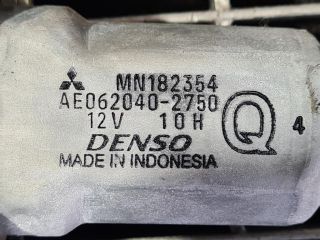 MN182354
AE062040-2750
12V 10H
Q 4
DENSO
MADE IN INDONESIA